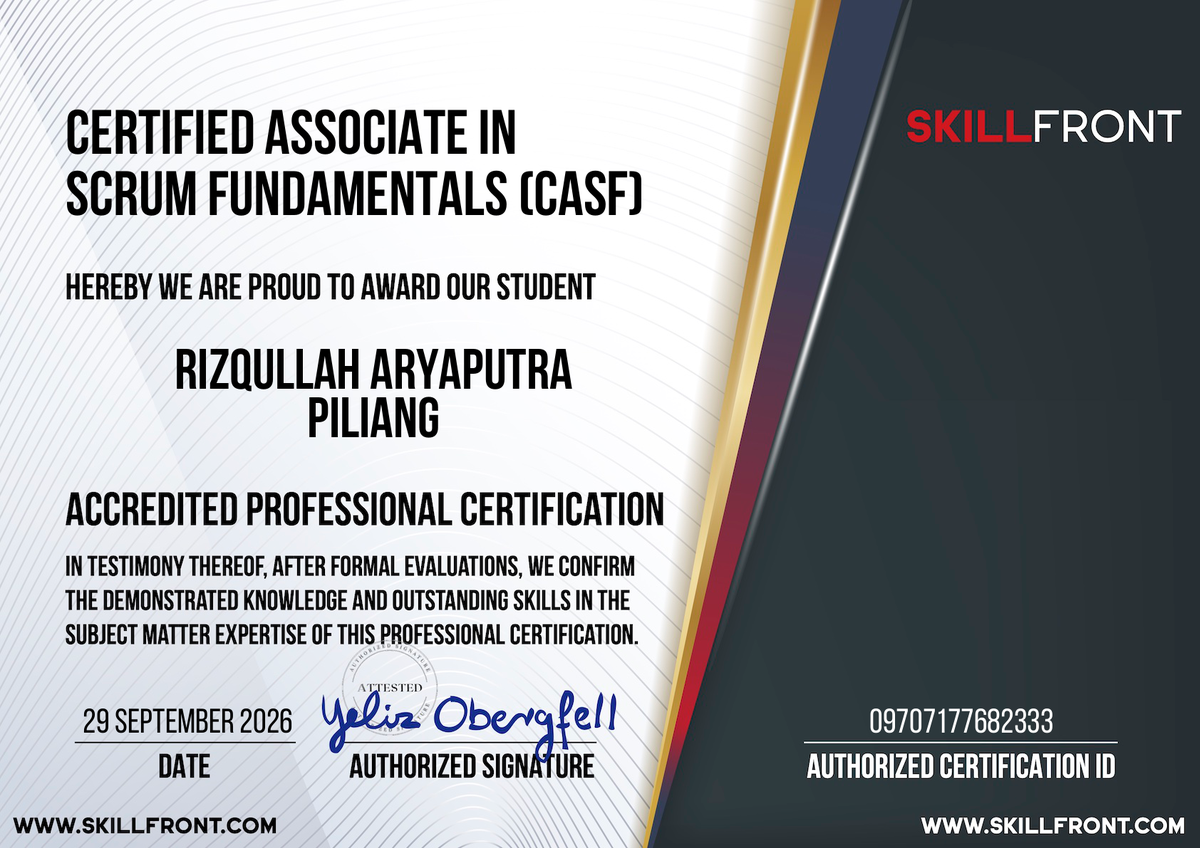 CERTIFIED ASSOCIATE IN
SCRUM FUNDAMENTALS (CASF)
SKILLFRONT
HEREBY WE ARE PROUD TO AWARD OUR STUDENT
RIZQULLAH ARYAPUTRA
PILIANG
ACCREDITED PROFESSIONAL CERTIFICATION
IN TESTIMONY THEREOF, AFTER FORMAL EVALUATIONS, WE CONFIRM
THE DEMONSTRATED KNOWLEDGE AND OUTSTANDING SKILLS IN THE
SUBJECT MATTER EXPERTISE OF THIS PROFESSIONAL CERTIFICATION.
AUTHORIZED SIGNATURE
ATTESTED
29 SEPTEMBER 2026
Yeliz Obergfell
09707177682333
DATE
AUTHORIZED SIGNATURE
AUTHORIZED CERTIFICATION ID
WWW.SKILLFRONT.COM
WWW.SKILLFRONT.COM